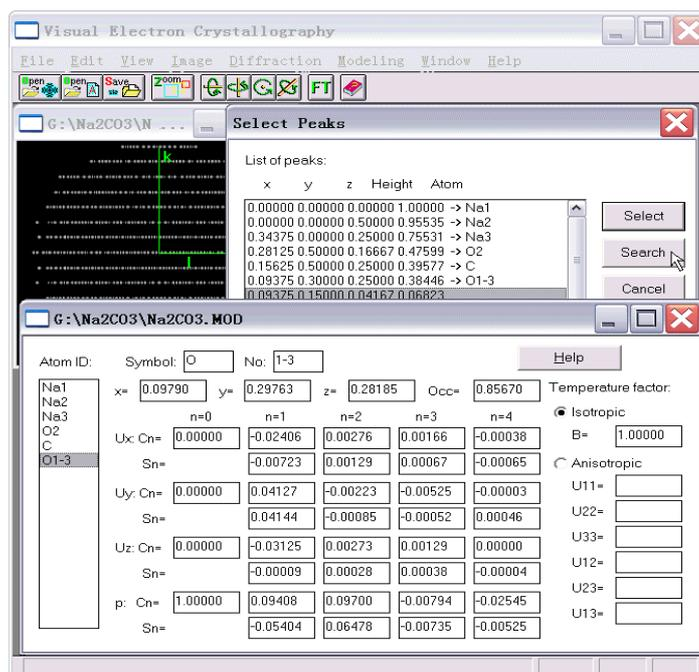 Visual Electron Crystallography
File Edit View Image Diffraction Modeling Window Help
Open Open Save Zoom FT
G:\Na2CO3\N ...
Select Peaks
k
l
List of peaks:
x y z Height Atom
0.00000 0.00000 0.00000 1.00000 -> Na1
0.00000 0.00000 0.50000 0.95535 -> Na2
0.34375 0.00000 0.25000 0.75531 -> Na3
0.28125 0.50000 0.16667 0.47599 -> O2
0.15625 0.50000 0.25000 0.39577 -> C
0.09375 0.30000 0.25000 0.38446 -> O1-3
0.09375 0.15000 0.04167 0.06823
Select
Search
Cancel
G:\Na2CO3\Na2CO3.MOD
Atom ID: Symbol: O No: 1-3 Help
Na1
Na2
Na3
O2
C
O1-3
x= 0.09790 y= 0.29763 z= 0.28185 Occ= 0.85670
n=0 n=1 n=2 n=3 n=4
Ux: Cn= 0.00000 -0.02406 0.00276 0.00166 -0.00038
Sn= -0.00723 0.00129 0.00067 -0.00065
Uy: Cn= 0.00000 0.04127 -0.00223 -0.00525 -0.00003
Sn= 0.04144 -0.00085 -0.00052 0.00046
Uz: Cn= 0.00000 -0.03125 0.00273 0.00129 0.00000
Sn= -0.00009 0.00028 0.00038 -0.00004
p: Cn= 1.00000 0.09408 0.09700 -0.00794 -0.02545
Sn= -0.05404 0.06478 -0.00735 -0.00525
Temperature factor:
Isotropic
B= 1.00000
Anisotropic
U11=
U22=
U33=
U12=
U23=
U13=